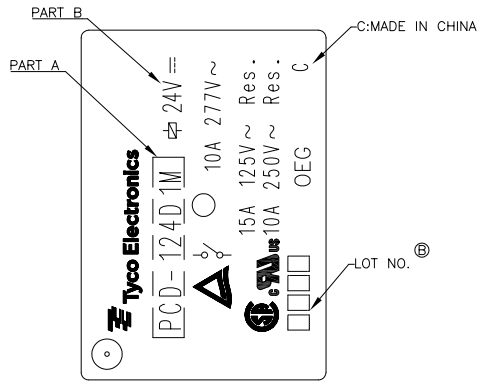 PART B
PART A
C:MADE IN CHINA
Tyco Electronics
PCD-124D1M
24V
10A 277V~
15A 125V~ Res.
10A 250V~ Res.
OEG C
c us
LOT NO. B